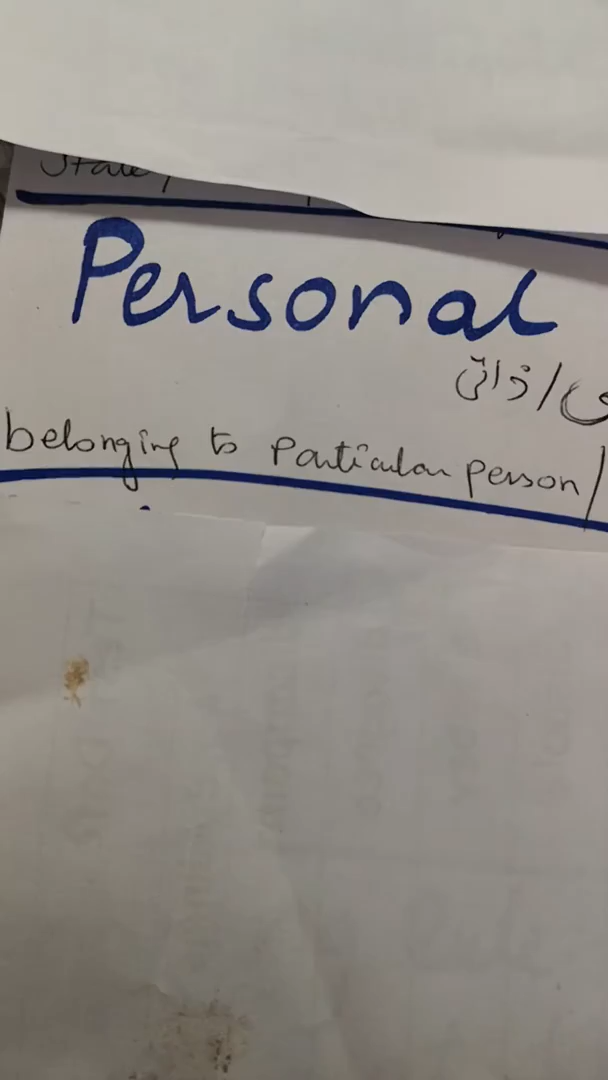 Personal
ذاتی/
belonging to particular person/